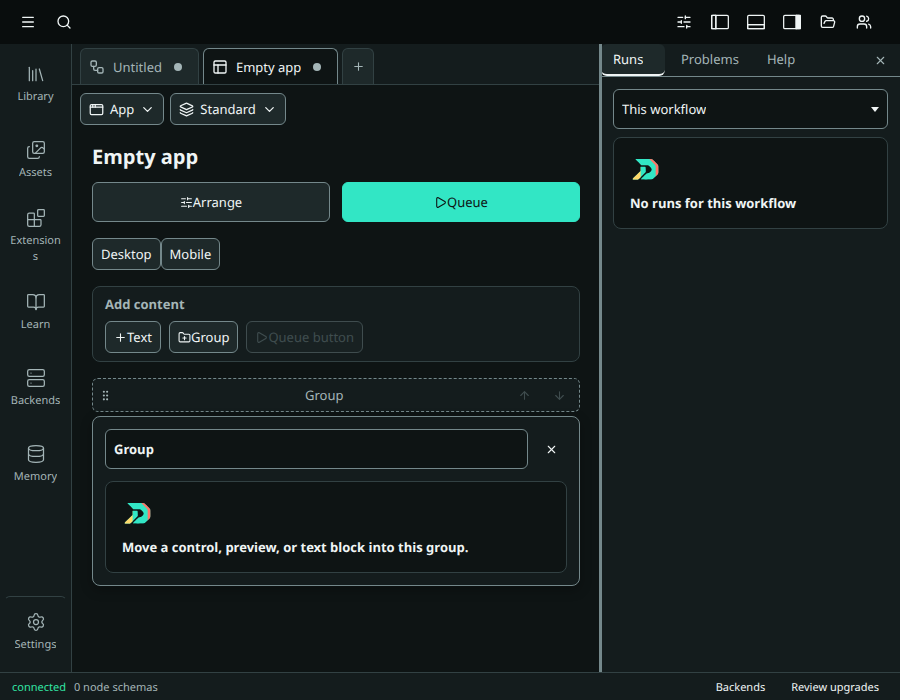 Library
Assets
Extension
s
Learn
Backends
Memory
Settings
Untitled
Empty app
App
Standard
Empty app
Arrange
Queue
Desktop
Mobile
Add content
Text
Group
Queue button
Group
Group
Move a control, preview, or text block into this group.
Runs
Problems
Help
This workflow
No runs for this workflow
connected
0 node schemas
Backends
Review upgrades